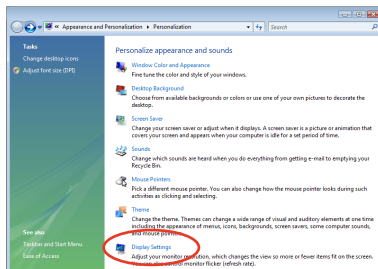 « Appearance and Personalization ▸ Personalization
Search
Tasks
Change desktop icons
Adjust font size (DPI)
See also
Taskbar and Start Menu
Ease of Access
Personalize appearance and sounds
Window Color and Appearance
Fine tune the color and style of your windows.
Desktop Background
Choose from available backgrounds or colors or use one of your own pictures to decorate the
desktop.
Screen Saver
Change your screen saver or adjust when it displays. A screen saver is a picture or animation that
covers your screen and appears when your computer is idle for a set period of time.
Sounds
Change which sounds are heard when you do everything from getting e-mail to emptying your
Recycle Bin.
Mouse Pointers
Pick a different mouse pointer. You can also change how the mouse pointer looks during such
activities as clicking and selecting.
Theme
Change the theme. Themes can change a wide range of visual and auditory elements at one time
including the appearance of menus, icons, backgrounds, screen savers, some computer sounds,
and mouse pointers.
Display Settings
Adjust your monitor resolution, which changes the view so more or fewer items fit on the screen.
You can also control monitor flicker (refresh rate).